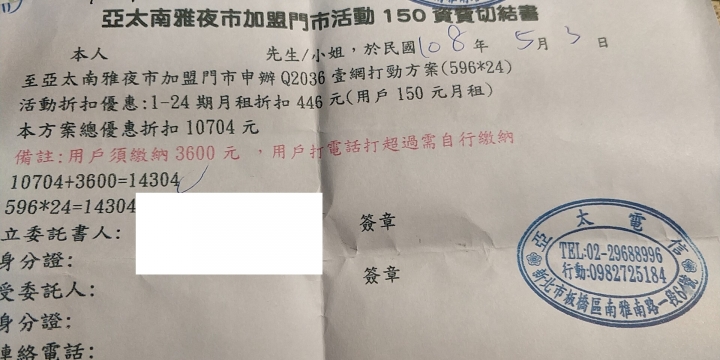 亞太南雅夜市加盟門市活動 150 資費切結書
本人 先生/小姐,於民國 108 年 5 月 3 日
至亞太南雅夜市加盟門市申辦 Q2036 壹網打勁方案(596*24)
活動折扣優惠:1-24 期月租折扣 446 元(用戶 150 元月租)
本方案總優惠折扣 10704 元
備註:用戶須繳納 3600 元 ,用戶打電話打超過需自行繳納
10704+3600=14304
596*24=14304
立委託書人: 簽章
身分證:
受委託人: 簽章
身分證:
連絡電話:
亞太電信
TEL:02-29688996
行動:0982725184
新北市板橋區南雅南路一段6號